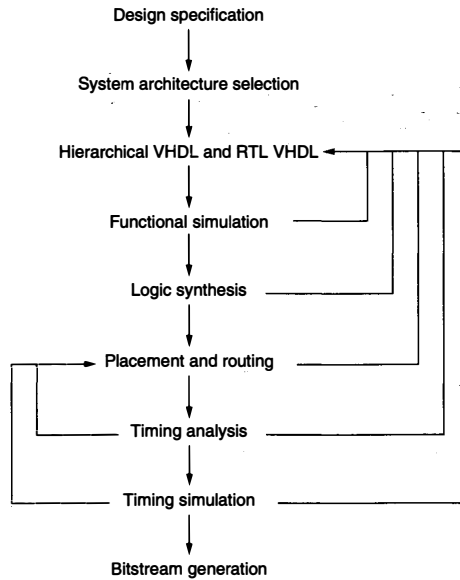 Design specification
System architecture selection
Hierarchical VHDL and RTL VHDL
Functional simulation
Logic synthesis
Placement and routing
Timing analysis
Timing simulation
Bitstream generation